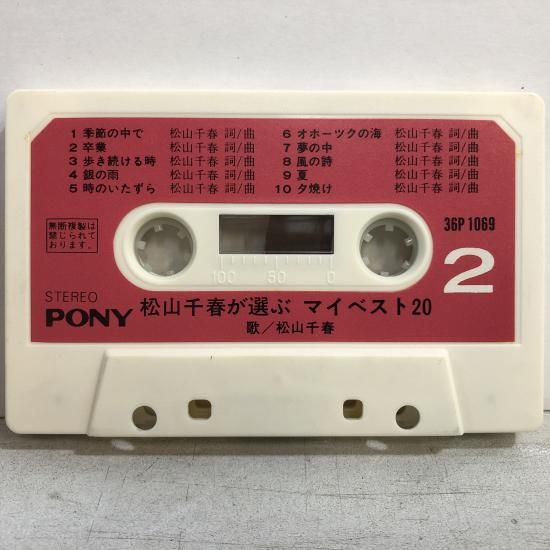 1 季節の中で 松山千春 詞/曲
2 卒業 松山千春 詞/曲
3 歩き続ける時 松山千春 詞/曲
4 銀の雨 松山千春 詞/曲
5 時のいたずら 松山千春 詞/曲
6 オホーツクの海 松山千春 詞/曲
7 夢の中 松山千春 詞/曲
8 風の詩 松山千春 詞/曲
9 夏 松山千春 詞/曲
10 夕焼け 松山千春 詞/曲
無断複製は
禁じられて
おります。
36P 1069
2
100 50 0
STEREO
PONY
松山千春が選ぶ マイベスト20
歌/松山千春